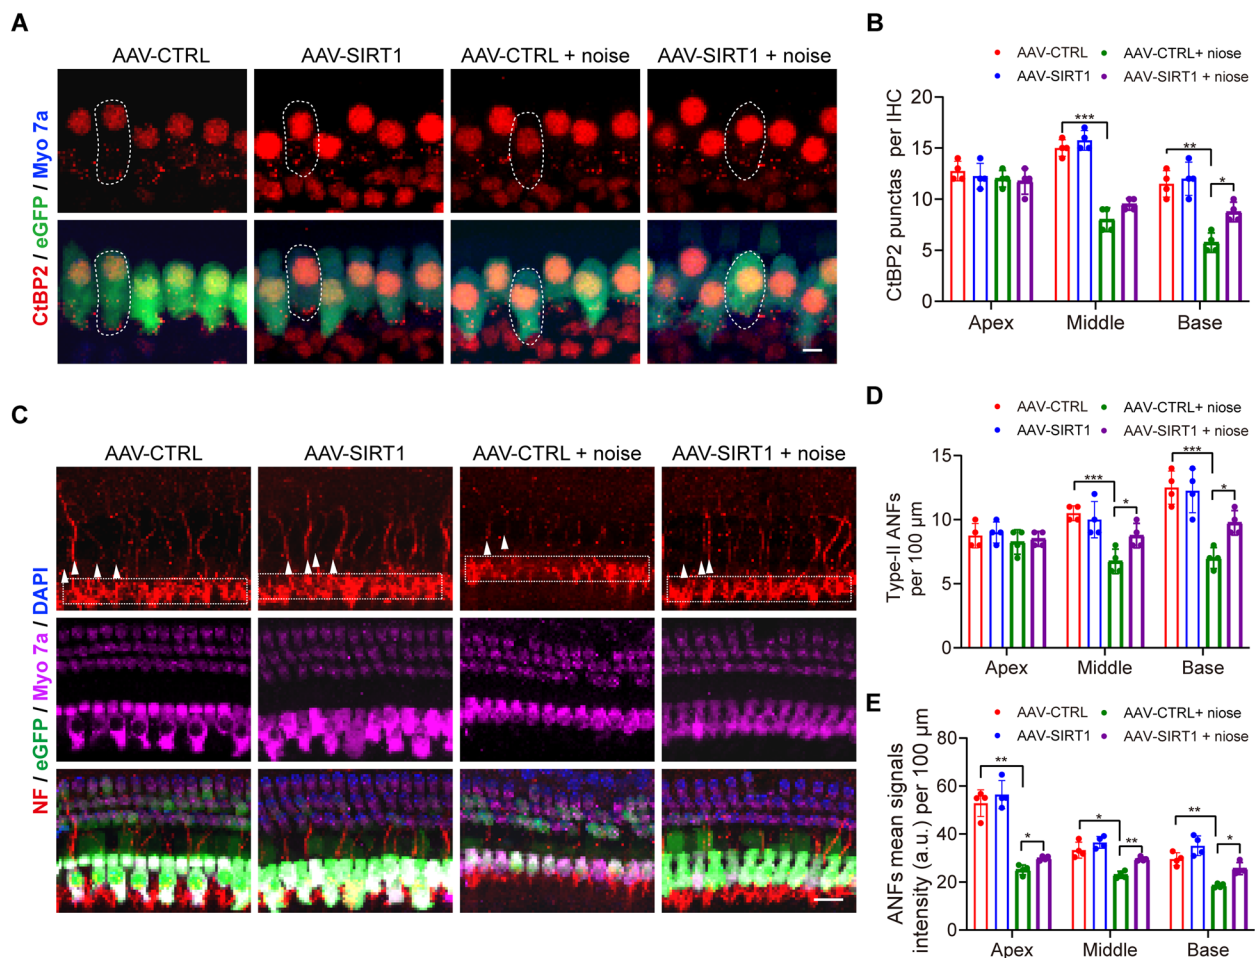 A
AAV-CTRL
AAV-SIRT1
AAV-CTRL + noise
AAV-SIRT1 + noise
CtBP2 / eGFP / Myo 7a
B
AAV-CTRL
AAV-CTRL+ niose
AAV-SIRT1
AAV-SIRT1 + niose
CtBP2 punctas per IHC
20
15
10
5
0
***
**
*
Apex
Middle
Base
C
AAV-CTRL
AAV-SIRT1
AAV-CTRL + noise
AAV-SIRT1 + noise
NF / eGFP / Myo 7a / DAPI
D
AAV-CTRL
AAV-CTRL+ niose
AAV-SIRT1
AAV-SIRT1 + niose
Type-II ANFs
per 100 µm
15
10
5
0
***
*
***
*
Apex
Middle
Base
E
AAV-CTRL
AAV-CTRL+ niose
AAV-SIRT1
AAV-SIRT1 + niose
ANFs mean signals
intensity (a.u.) per 100 µm
80
60
40
20
0
**
*
*
**
**
*
Apex
Middle
Base